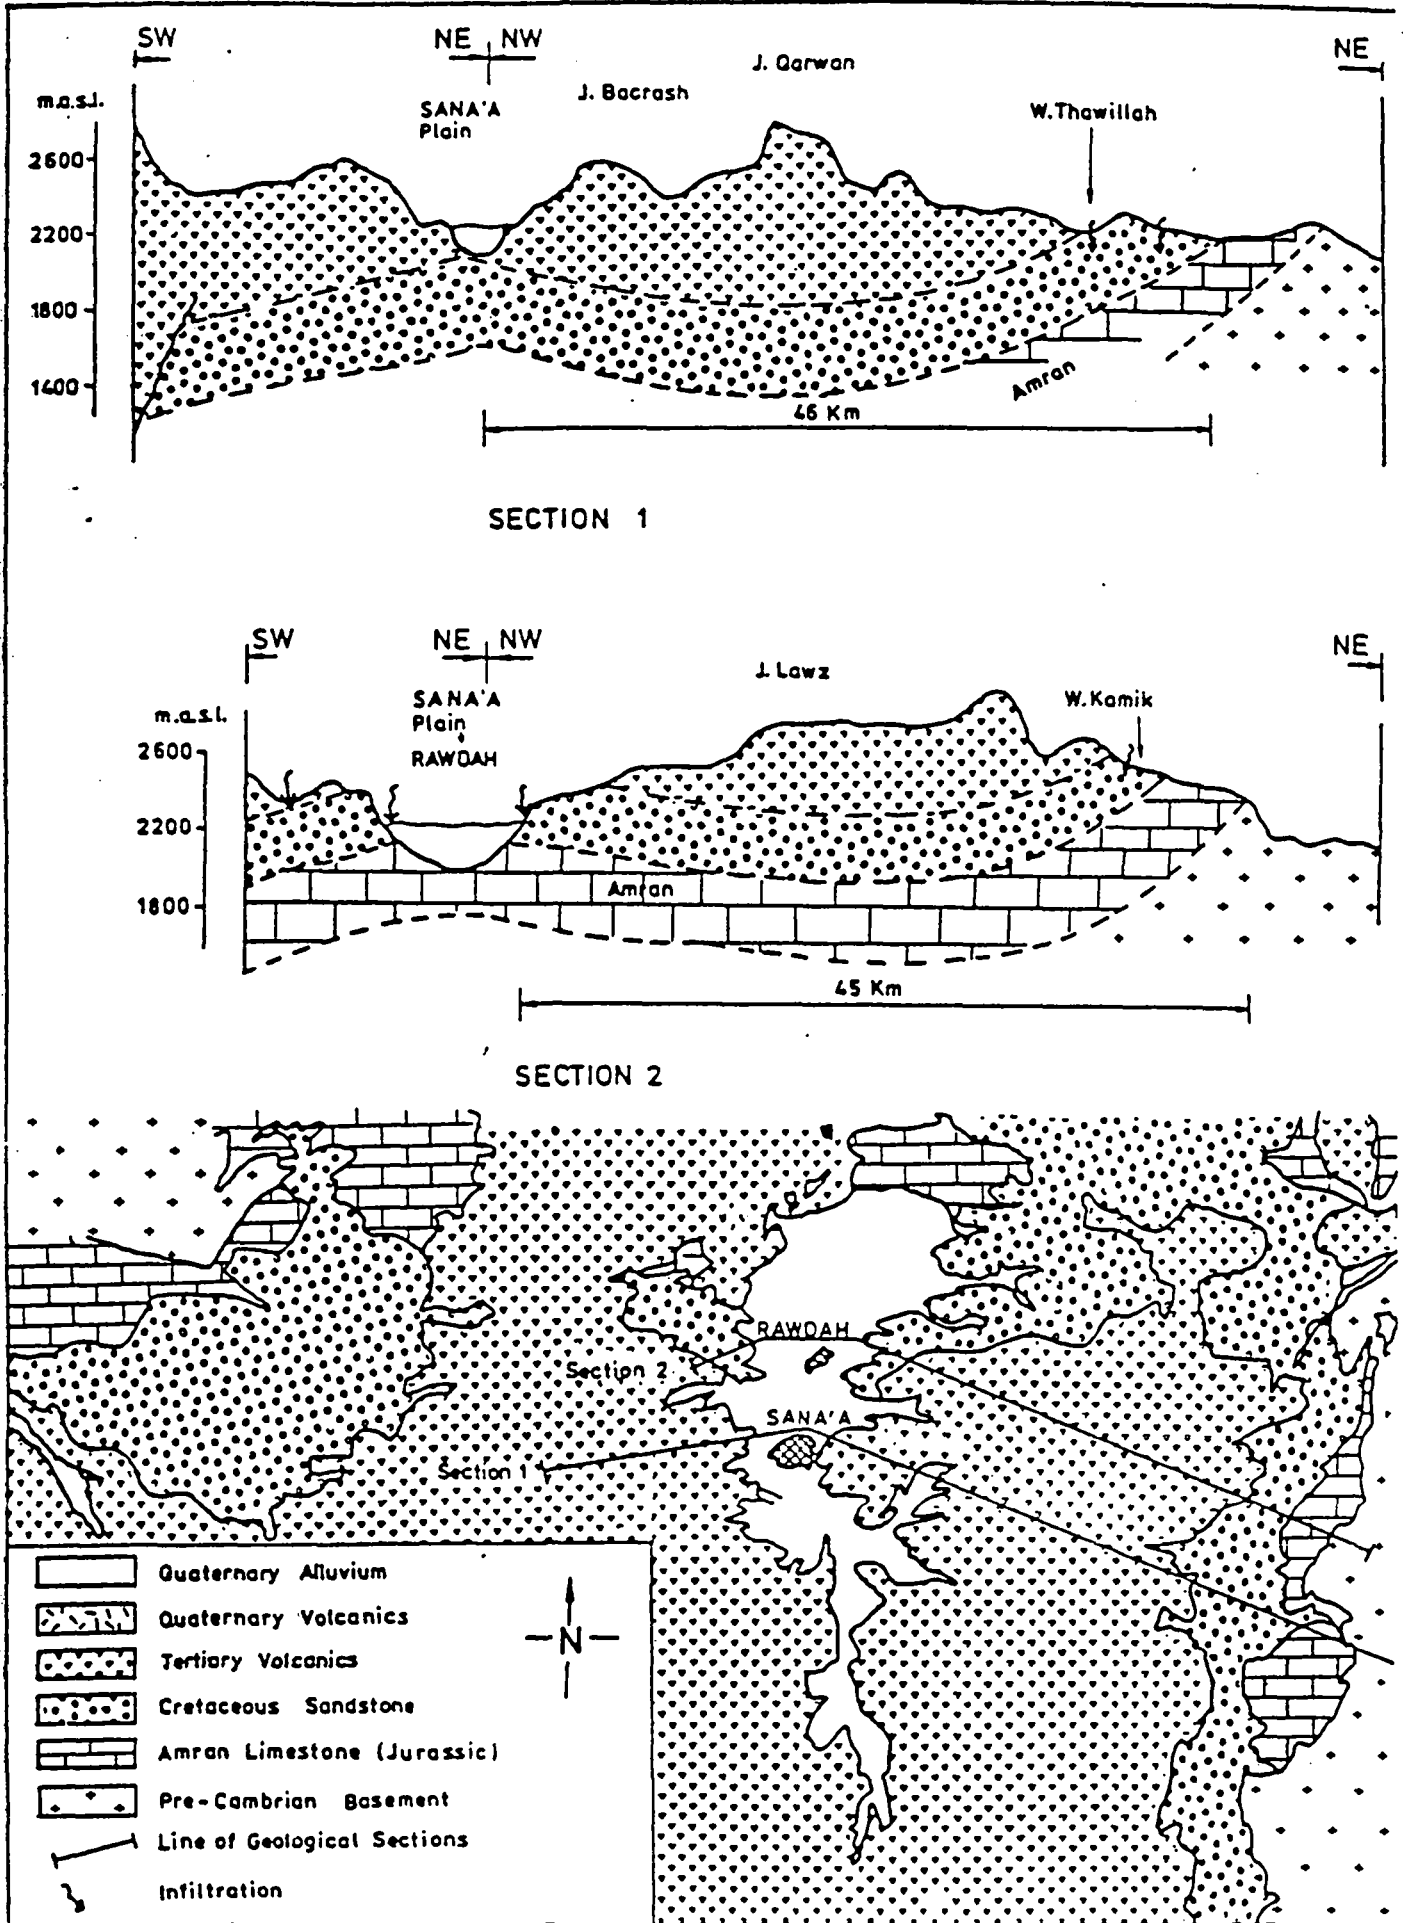 SW
NE NW
NE
J. Qarwan
J. Bacrash
m.a.s.l.
SANA'A
Plain
W. Thawillah
2600
2200
1800
1400
Amran
46 Km
SECTION 1
SW
NE NW
NE
J. Lawz
SANA'A
Plain
RAWDAH
W. Kamik
m.a.s.l.
2600
2200
1800
Amran
45 Km
SECTION 2
RAWDAH
Section 2
SANA'A
Section 1
Quaternary Alluvium
Quaternary Volcanics
Tertiary Volcanics
Cretaceous Sandstone
Amran Limestone (Jurassic)
Pre-Cambrian Basement
Line of Geological Sections
Infiltration
N